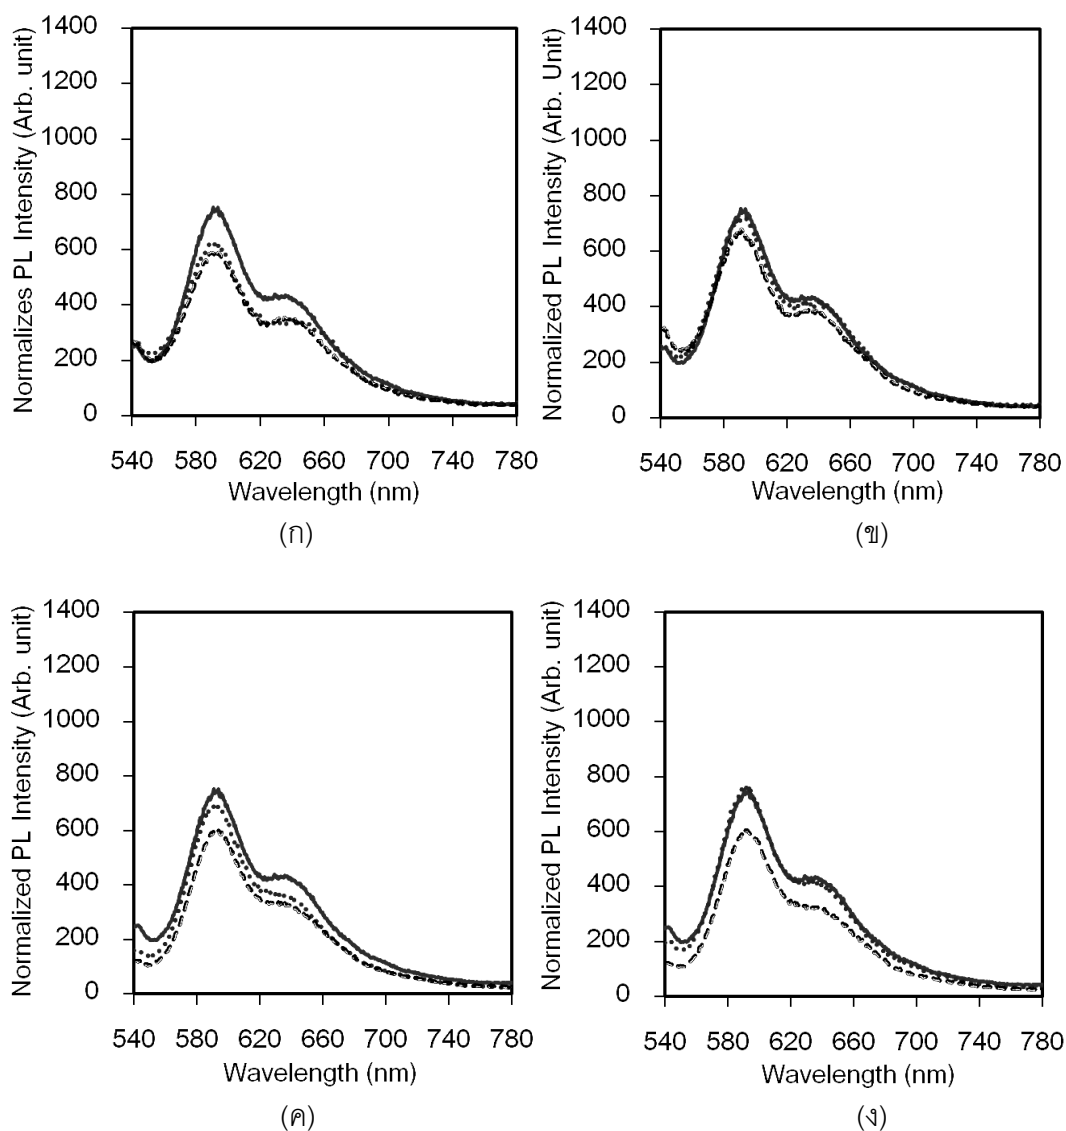 Normalizes PL Intensity (Arb. unit)
1400
1200
1000
800
600
400
200
0
540 580 620 660 700 740 780
Wavelength (nm)
(ก)
Normalized PL Intensity (Arb. Unit)
1400
1200
1000
800
600
400
200
0
540 580 620 660 700 740 780
Wavelength (nm)
(ข)
Normalized PL Intensity (Arb. unit)
1400
1200
1000
800
600
400
200
0
540 580 620 660 700 740 780
Wavelength (nm)
(ค)
Normalized PL Intensity (Arb. unit)
1400
1200
1000
800
600
400
200
0
540 580 620 660 700 740 780
Wavelength (nm)
(ง)